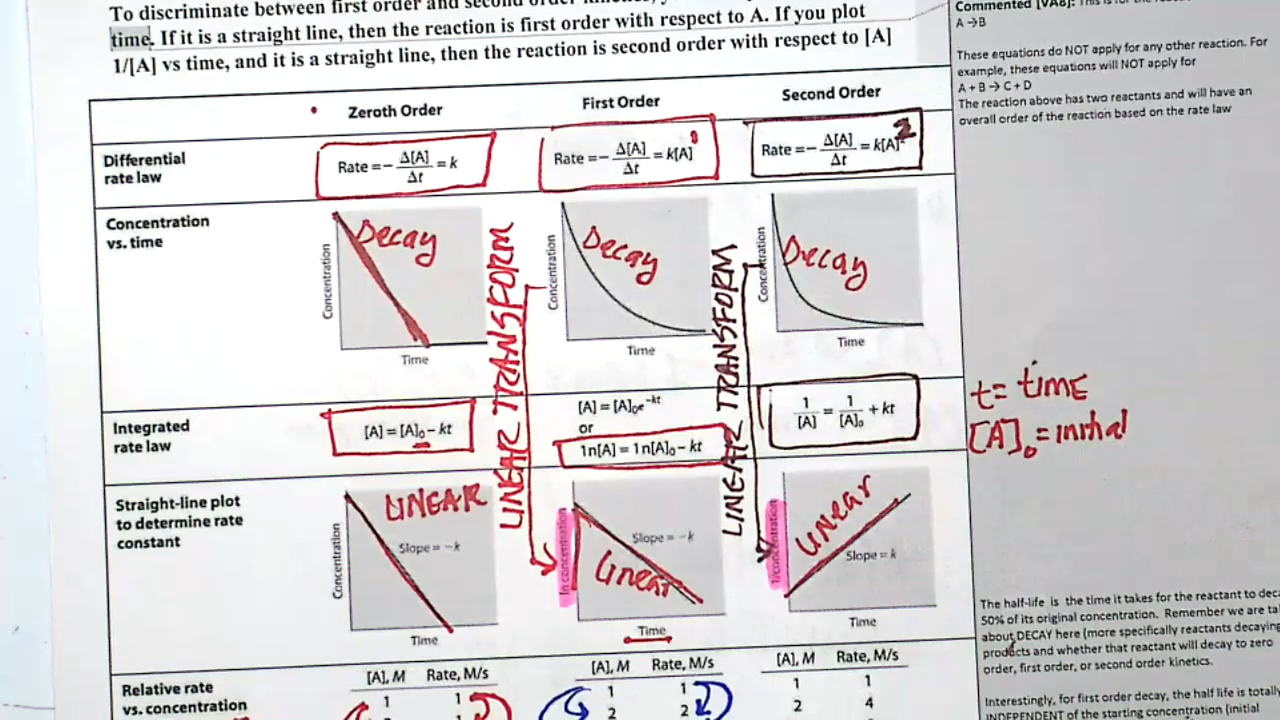 To discriminate between first order and second order
time. If it is a straight line, then the reaction is first order with respect to A. If you plot
1/[A] vs time, and it is a straight line, then the reaction is second order with respect to [A]
Zeroth Order
First Order
Second Order
Differential
rate law
Rate = − Δ[A]/Δt = k
Rate = − Δ[A]/Δt = k[A]
Rate = − Δ[A]/Δt = k[A]²
2
Concentration
vs. time
Concentration
Decay
Time
Concentration
Decay
Time
Concentration
Decay
Time
LINEAR TRANSFORM
LINEAR TRANSFORM
Integrated
rate law
[A] = [A]₀ − kt
[A] = [A]₀e⁻ᵏᵗ
or
1n[A] = 1n[A]₀ − kt
1/[A] = 1/[A]₀ + kt
Straight-line plot
to determine rate
constant
Concentration
LINEAR
Slope = −k
Time
ln concentration
Slope = −k
Linear
Time
1/concentration
Linear
Slope = k
Time
Relative rate
vs. concentration
[A], M Rate, M/s
1 1
[A], M Rate, M/s
1 1
2 2
[A], M Rate, M/s
1 1
2 4
Commented [VA8]:
A → B
These equations do NOT apply for any other reaction. For
example, these equations will NOT apply for
A + B → C + D
The reaction above has two reactants and will have an
overall order of the reaction based on the rate law
t = time
[A]₀ = initial
The half-life is the time it takes for the reactant to
50% of its original concentration. Remember we are
about DECAY here (more specifically reactants decaying
products and whether that reactant will decay to zero
order, first order, or second order kinetics.
Interestingly, for first order decay, the half life is
INDEPENDENT of the starting concentration (initial